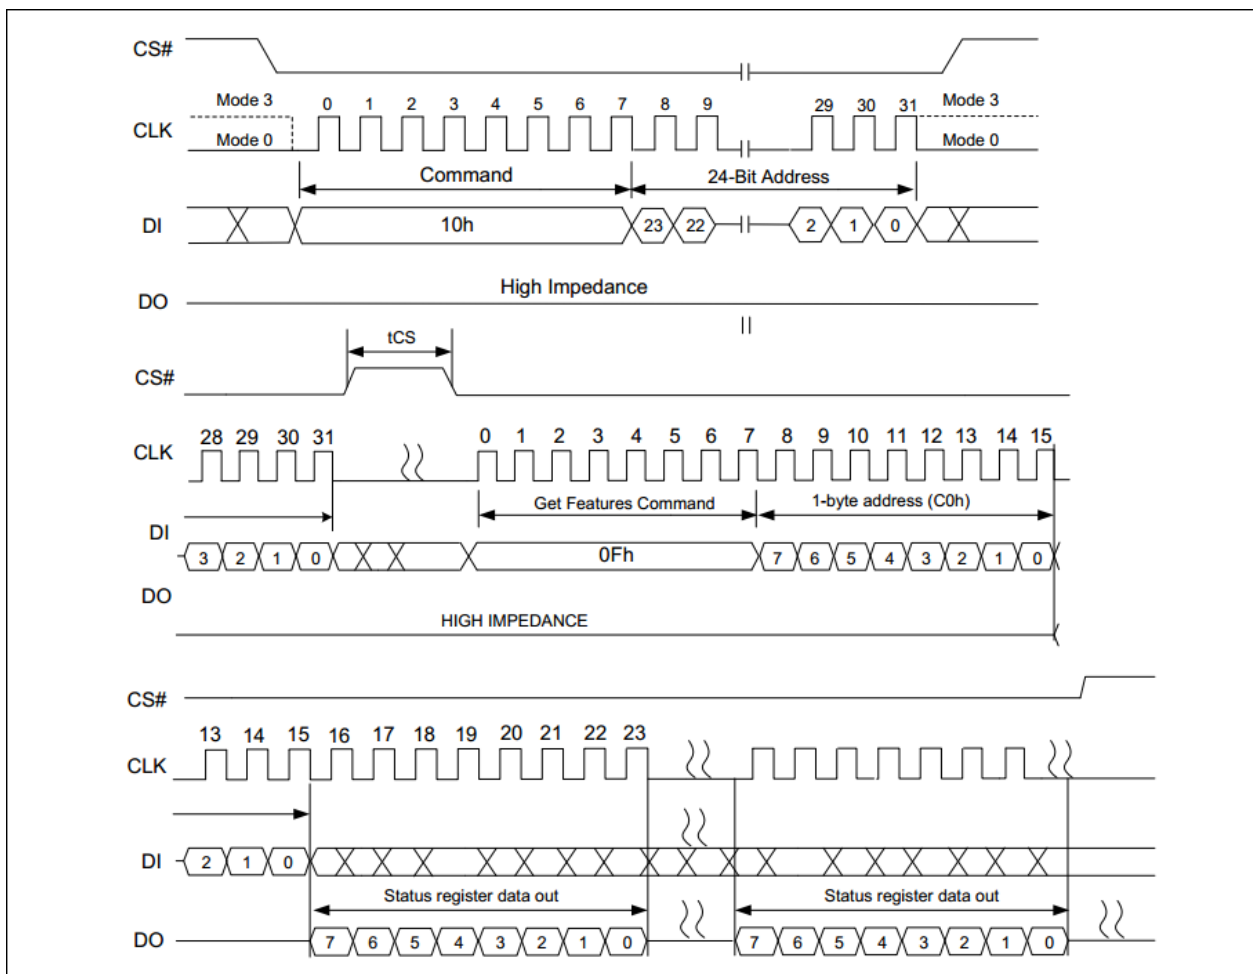 CS#
Mode 3 0 1 2 3 4 5 6 7 8 9 29 30 31 Mode 3
CLK
Mode 0 Mode 0
Command 24-Bit Address
DI 10h 23 22 2 1 0
High Impedance
DO
tCS
CS#
28 29 30 31 0 1 2 3 4 5 6 7 8 9 10 11 12 13 14 15
CLK
Get Features Command 1-byte address (C0h)
DI
3 2 1 0 0Fh 7 6 5 4 3 2 1 0
DO
HIGH IMPEDANCE
CS#
13 14 15 16 17 18 19 20 21 22 23
CLK
DI 2 1 0
Status register data out Status register data out
DO 7 6 5 4 3 2 1 0 7 6 5 4 3 2 1 0